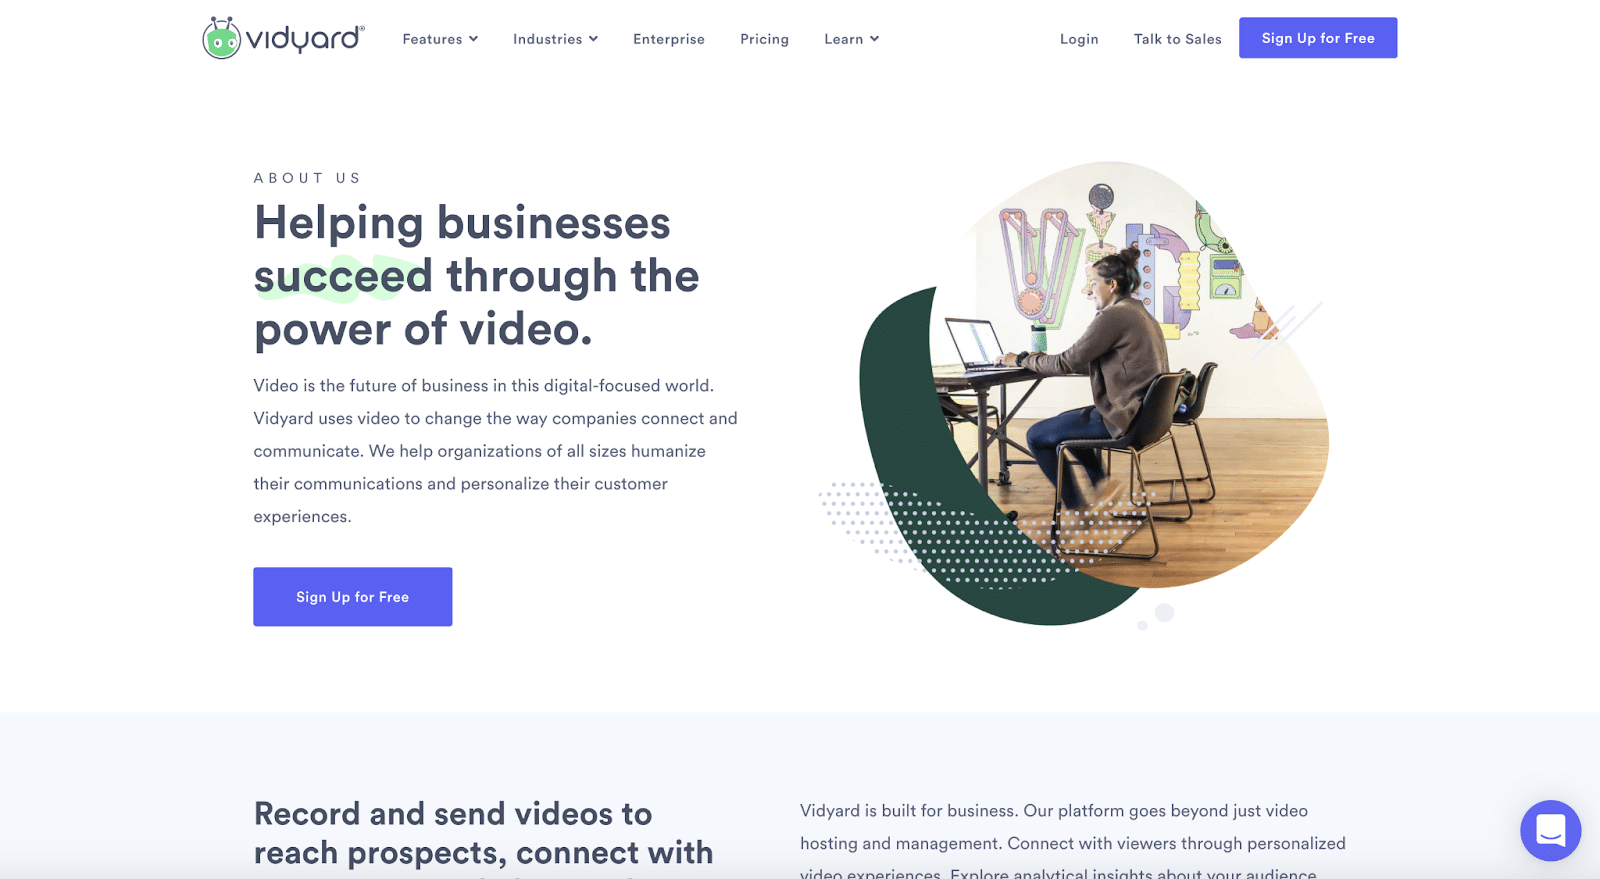 vidyard®
Features
Industries
Enterprise
Pricing
Learn
Login
Talk to Sales
Sign Up for Free
ABOUT US
Helping businesses
succeed through the
power of video.
Video is the future of business in this digital-focused world.
Vidyard uses video to change the way companies connect and
communicate. We help organizations of all sizes humanize
their communications and personalize their customer
experiences.
Sign Up for Free
Record and send videos to
reach prospects, connect with
Vidyard is built for business. Our platform goes beyond just video
hosting and management. Connect with viewers through personalized
video experiences. Explore analytical insights about your audience